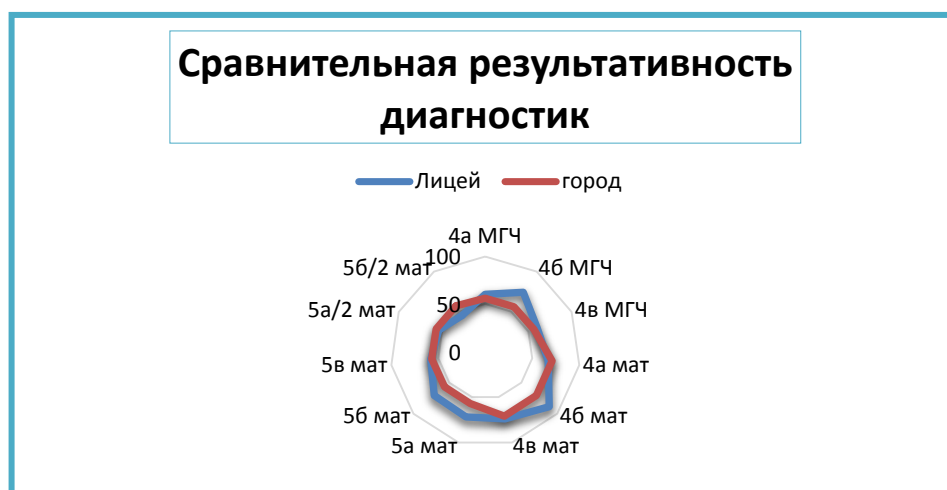 Сравнительная результативность
диагностик
Лицей город
4а МГЧ
100
5б/2 мат
4б МГЧ
5а/2 мат
50
4в МГЧ
5в мат
0
4а мат
5б мат
4б мат
5а мат
4в мат